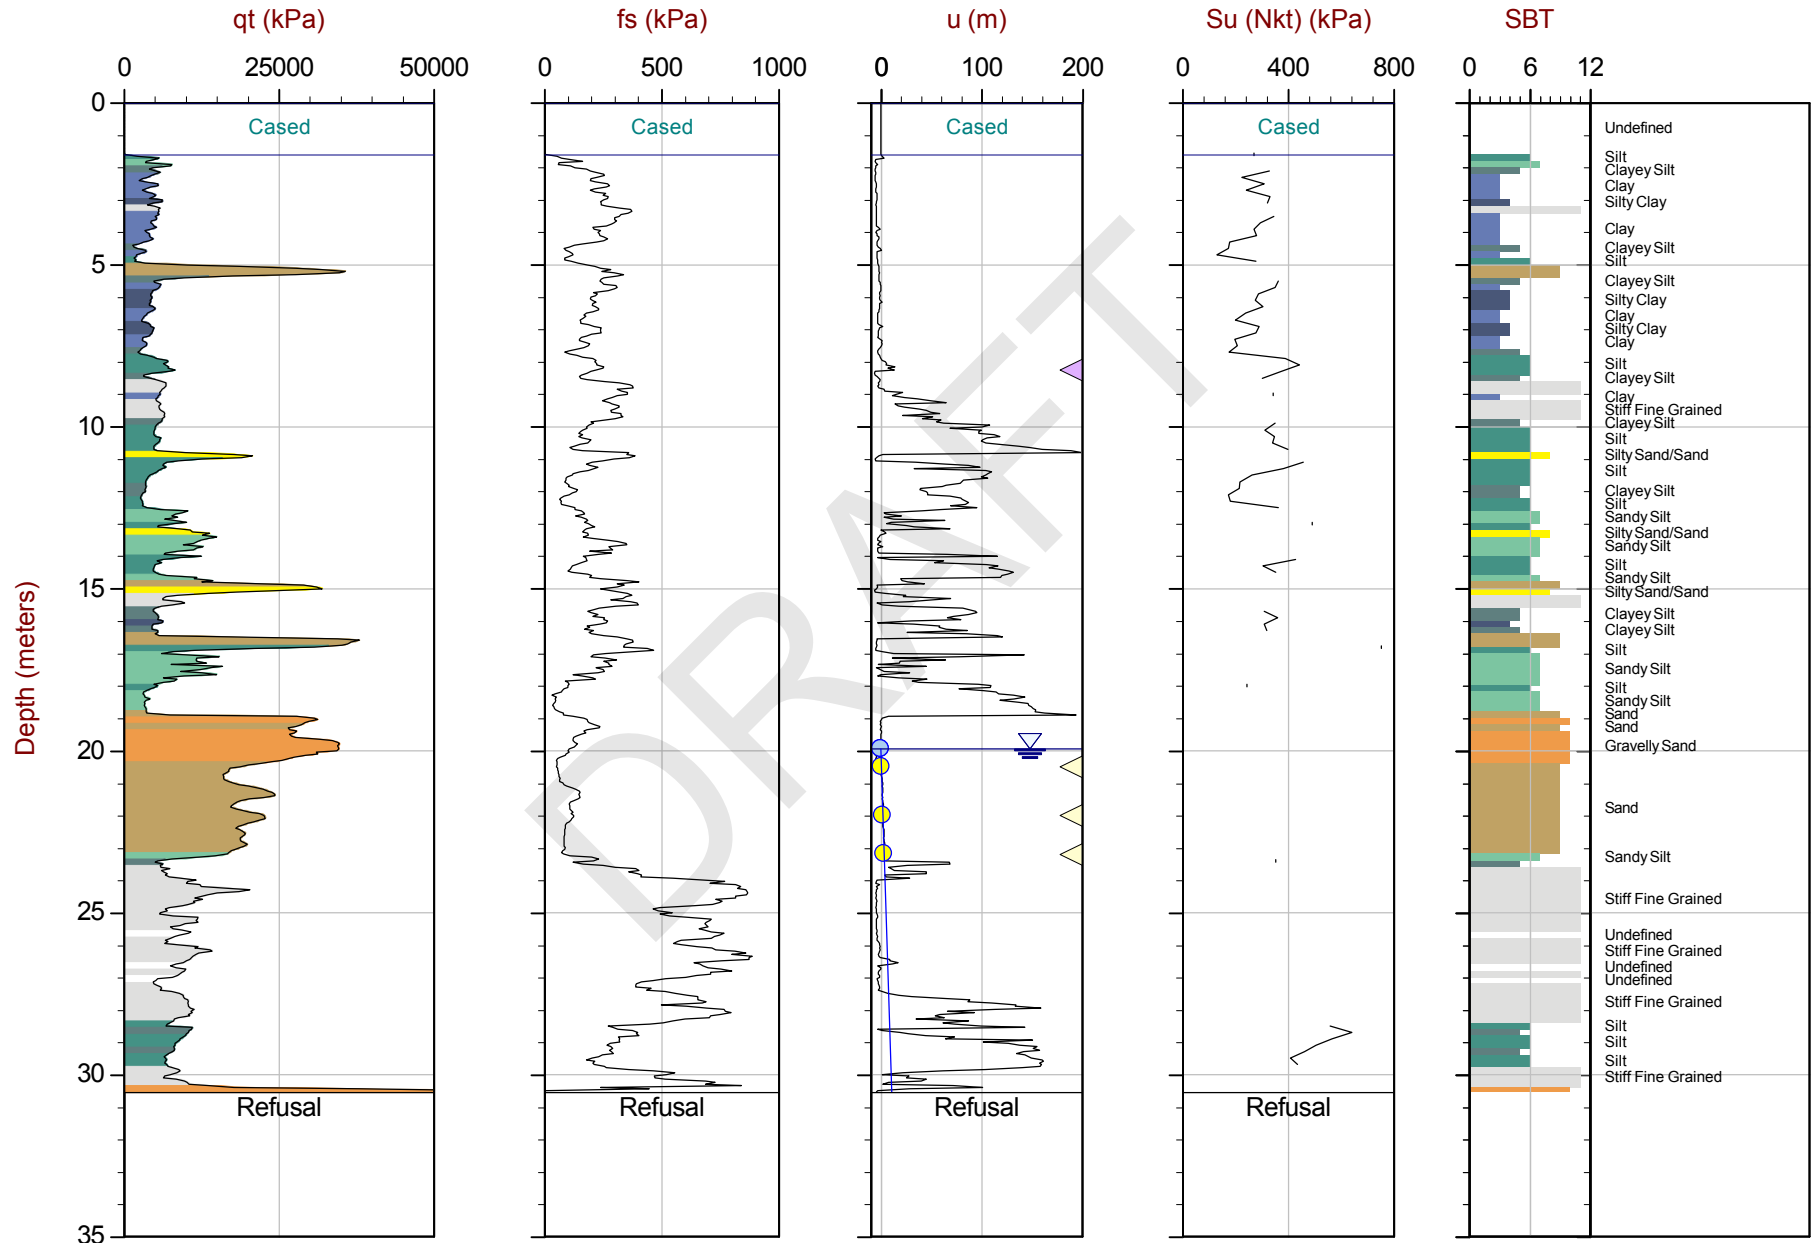 qt (kPa) fs (kPa) u (m) Su (Nkt) (kPa) SBT
0 25000 50000 0 500 1000 0 100 200 0 400 800 0 6 12
0
Cased Cased Cased Cased
Undefined
Silt
Clayey Silt
Clay
Silty Clay
Clay
Clayey Silt
Silt
5
Clayey Silt
Silty Clay
Clay
Silty Clay
Clay
Silt
Clayey Silt
Clay
Stiff Fine Grained
Clayey Silt
10
Silt
Silty Sand/Sand
Silt
Clayey Silt
Silt
Sandy Silt
Silty Sand/Sand
Sandy Silt
Silt
Sandy Silt
15
Silty Sand/Sand
Clayey Silt
Clayey Silt
Silt
Sandy Silt
Silt
Sandy Silt
Sand
Sand
Gravelly Sand
20
Sand
Sandy Silt
Stiff Fine Grained
25
Undefined
Stiff Fine Grained
Undefined
Undefined
Stiff Fine Grained
Silt
Silt
Silt
30
Stiff Fine Grained
Refusal Refusal Refusal Refusal
35
Depth (meters)
DRAFT